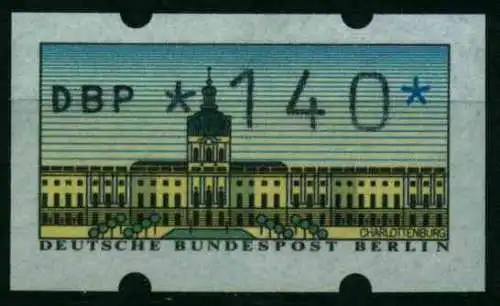 DBP *140*
CHARLOTTENBURG
DEUTSCHE BUNDESPOST BERLIN